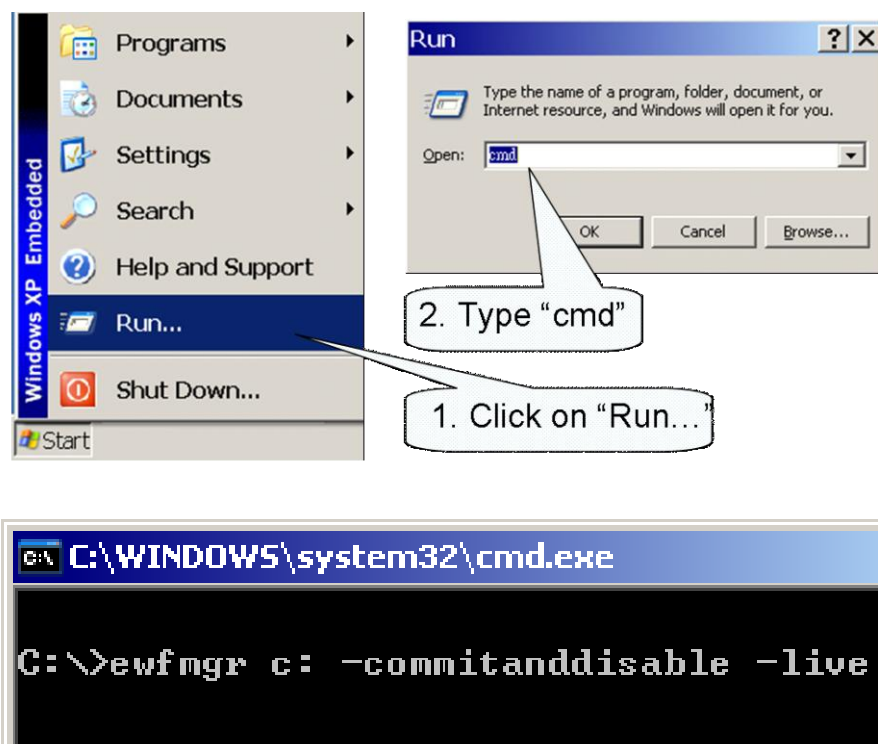 Programs
Documents
Settings
Search
Help and Support
Run...
Shut Down...
Windows XP Embedded
Start
Run
Type the name of a program, folder, document, or
Internet resource, and Windows will open it for you.
Open: cmd
OK Cancel Browse...
2. Type “cmd”
1. Click on “Run...”
C:\WINDOWS\system32\cmd.exe
C:\>ewfmgr c: -commitanddisable -live